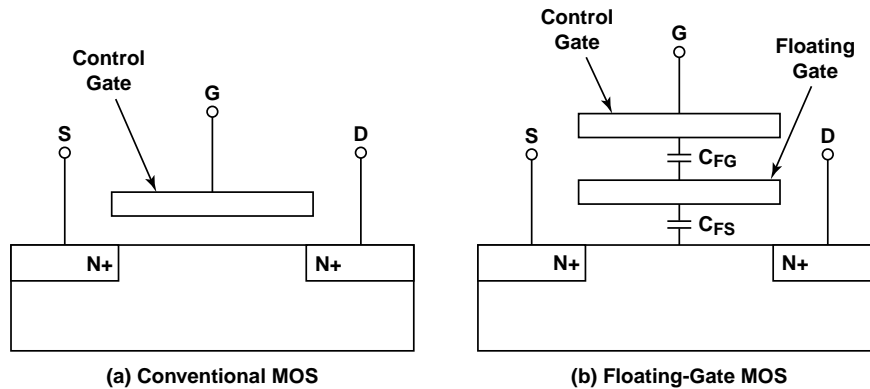 Control
Gate
G
S
D
N+
N+
(a) Conventional MOS
Control
Gate
G
Floating
Gate
S
D
CFG
CFS
N+
N+
(b) Floating-Gate MOS